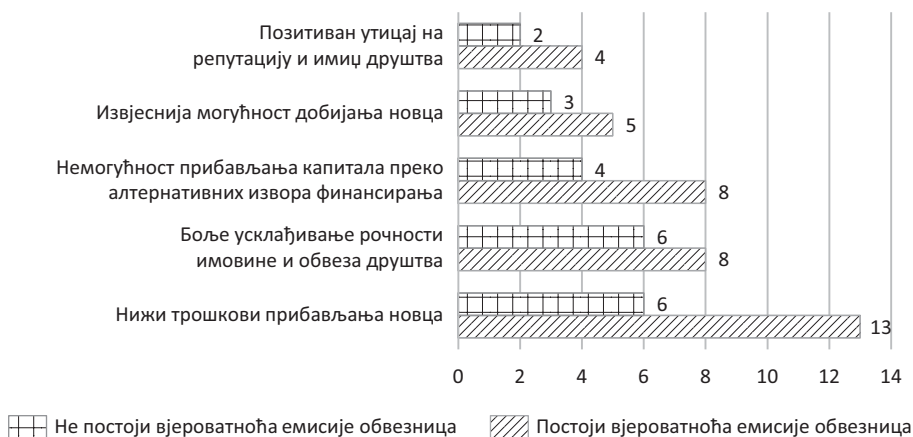 Позитиван утицај на
репутацију и имиџ друштва
2
4
Извјеснија могућност добијања новца
3
5
Немогућност прибављања капитала преко
алтернативних извора финансирања
4
8
Боље усклађивање рочности
имовине и обвеза друштва
6
8
Нижи трошкови прибављања новца
6
13
0 2 4 6 8 10 12 14
Не постоји вјероватноћа емисије обвезница Постоји вјероватноћа емисије обвезница